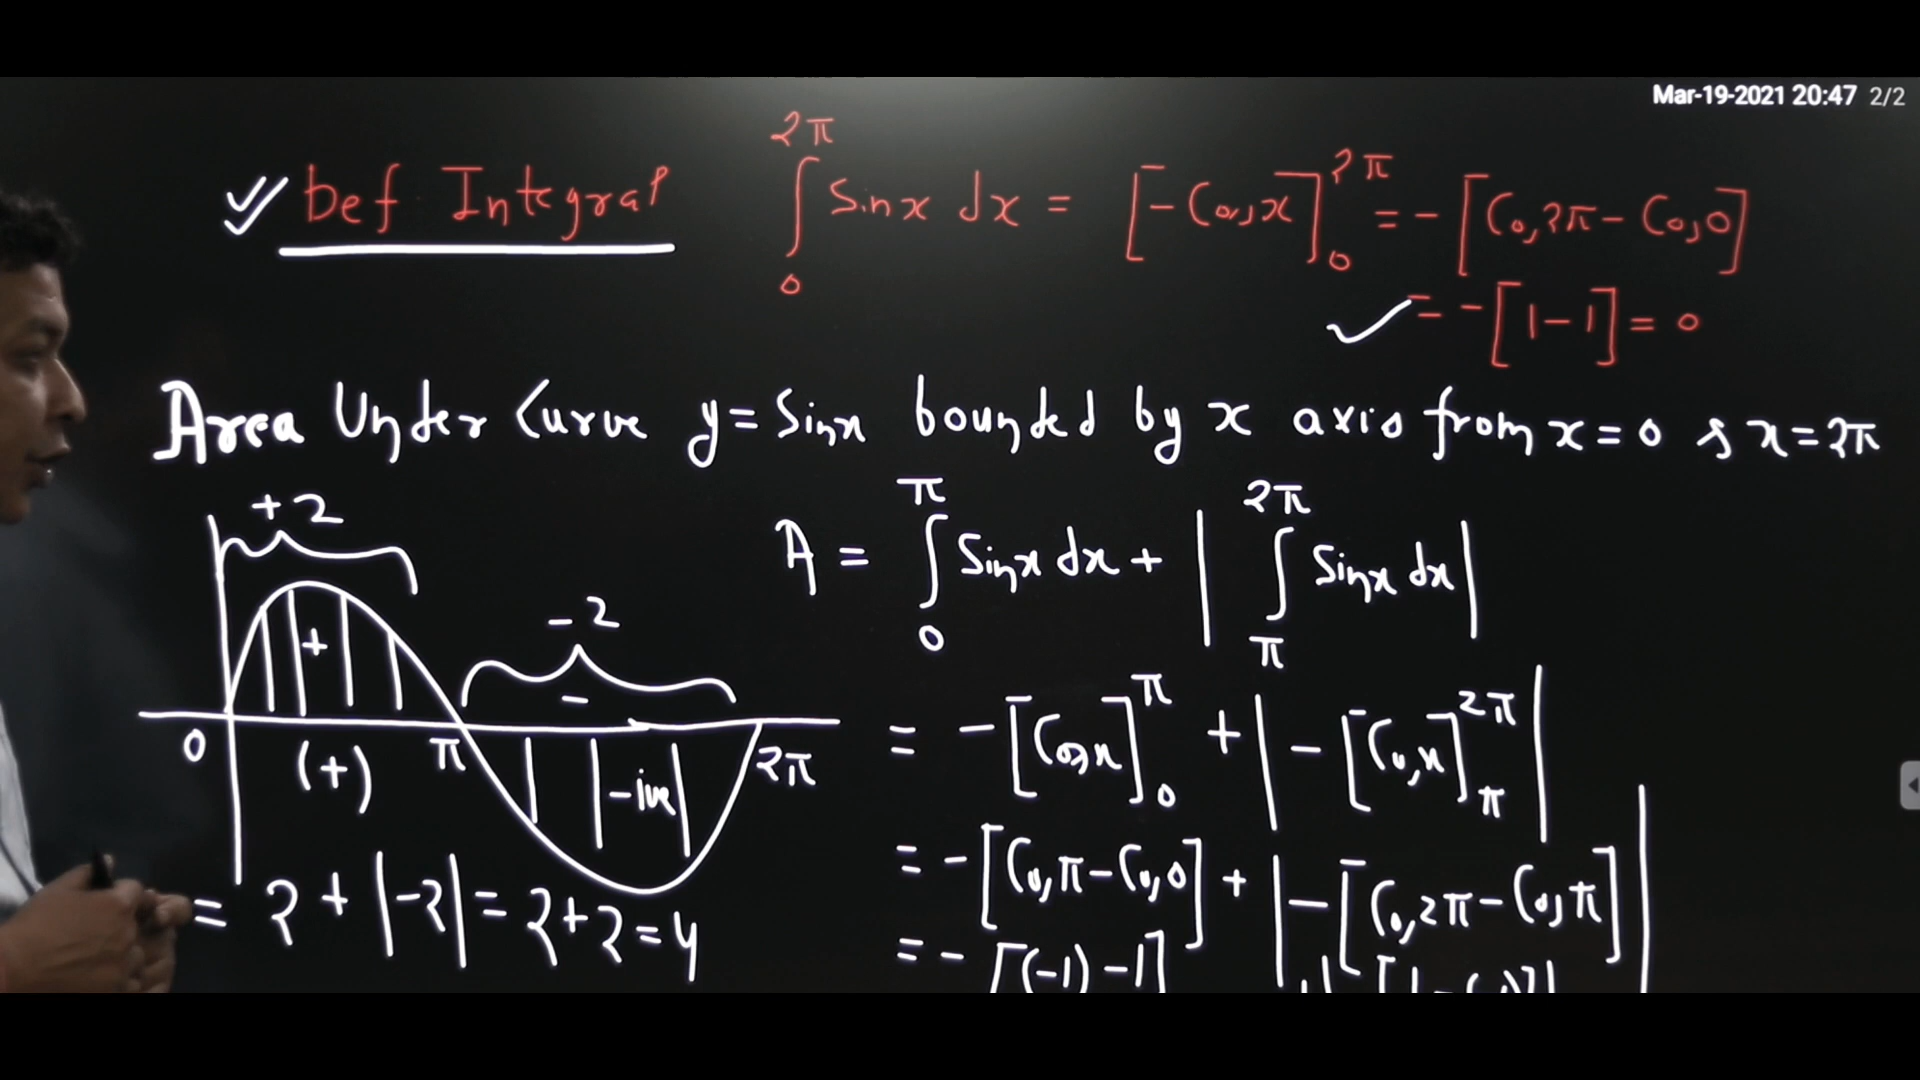 Mar-19-2021 20:47 2/2
Def Integral ∫₀^2π Sinx dx = [-Cosx]₀^2π = -[Cos2π - Cos0]
= -[1-1] = 0
Area Under Curve y=Sinx bounded by x axis from x=0 & x=2π
+2
A = ∫₀^π Sinx dx + |∫π^2π Sinx dx|
-2
+
-
= -[Cosx]₀^π + |-[Cosx]π^2π|
0 (+) π -ive 2π
= -[Cosπ-Cos0] + |-[Cos2π-Cosπ]|
= 2 + |-2| = 2+2 = 4
= -[(-1)-1]